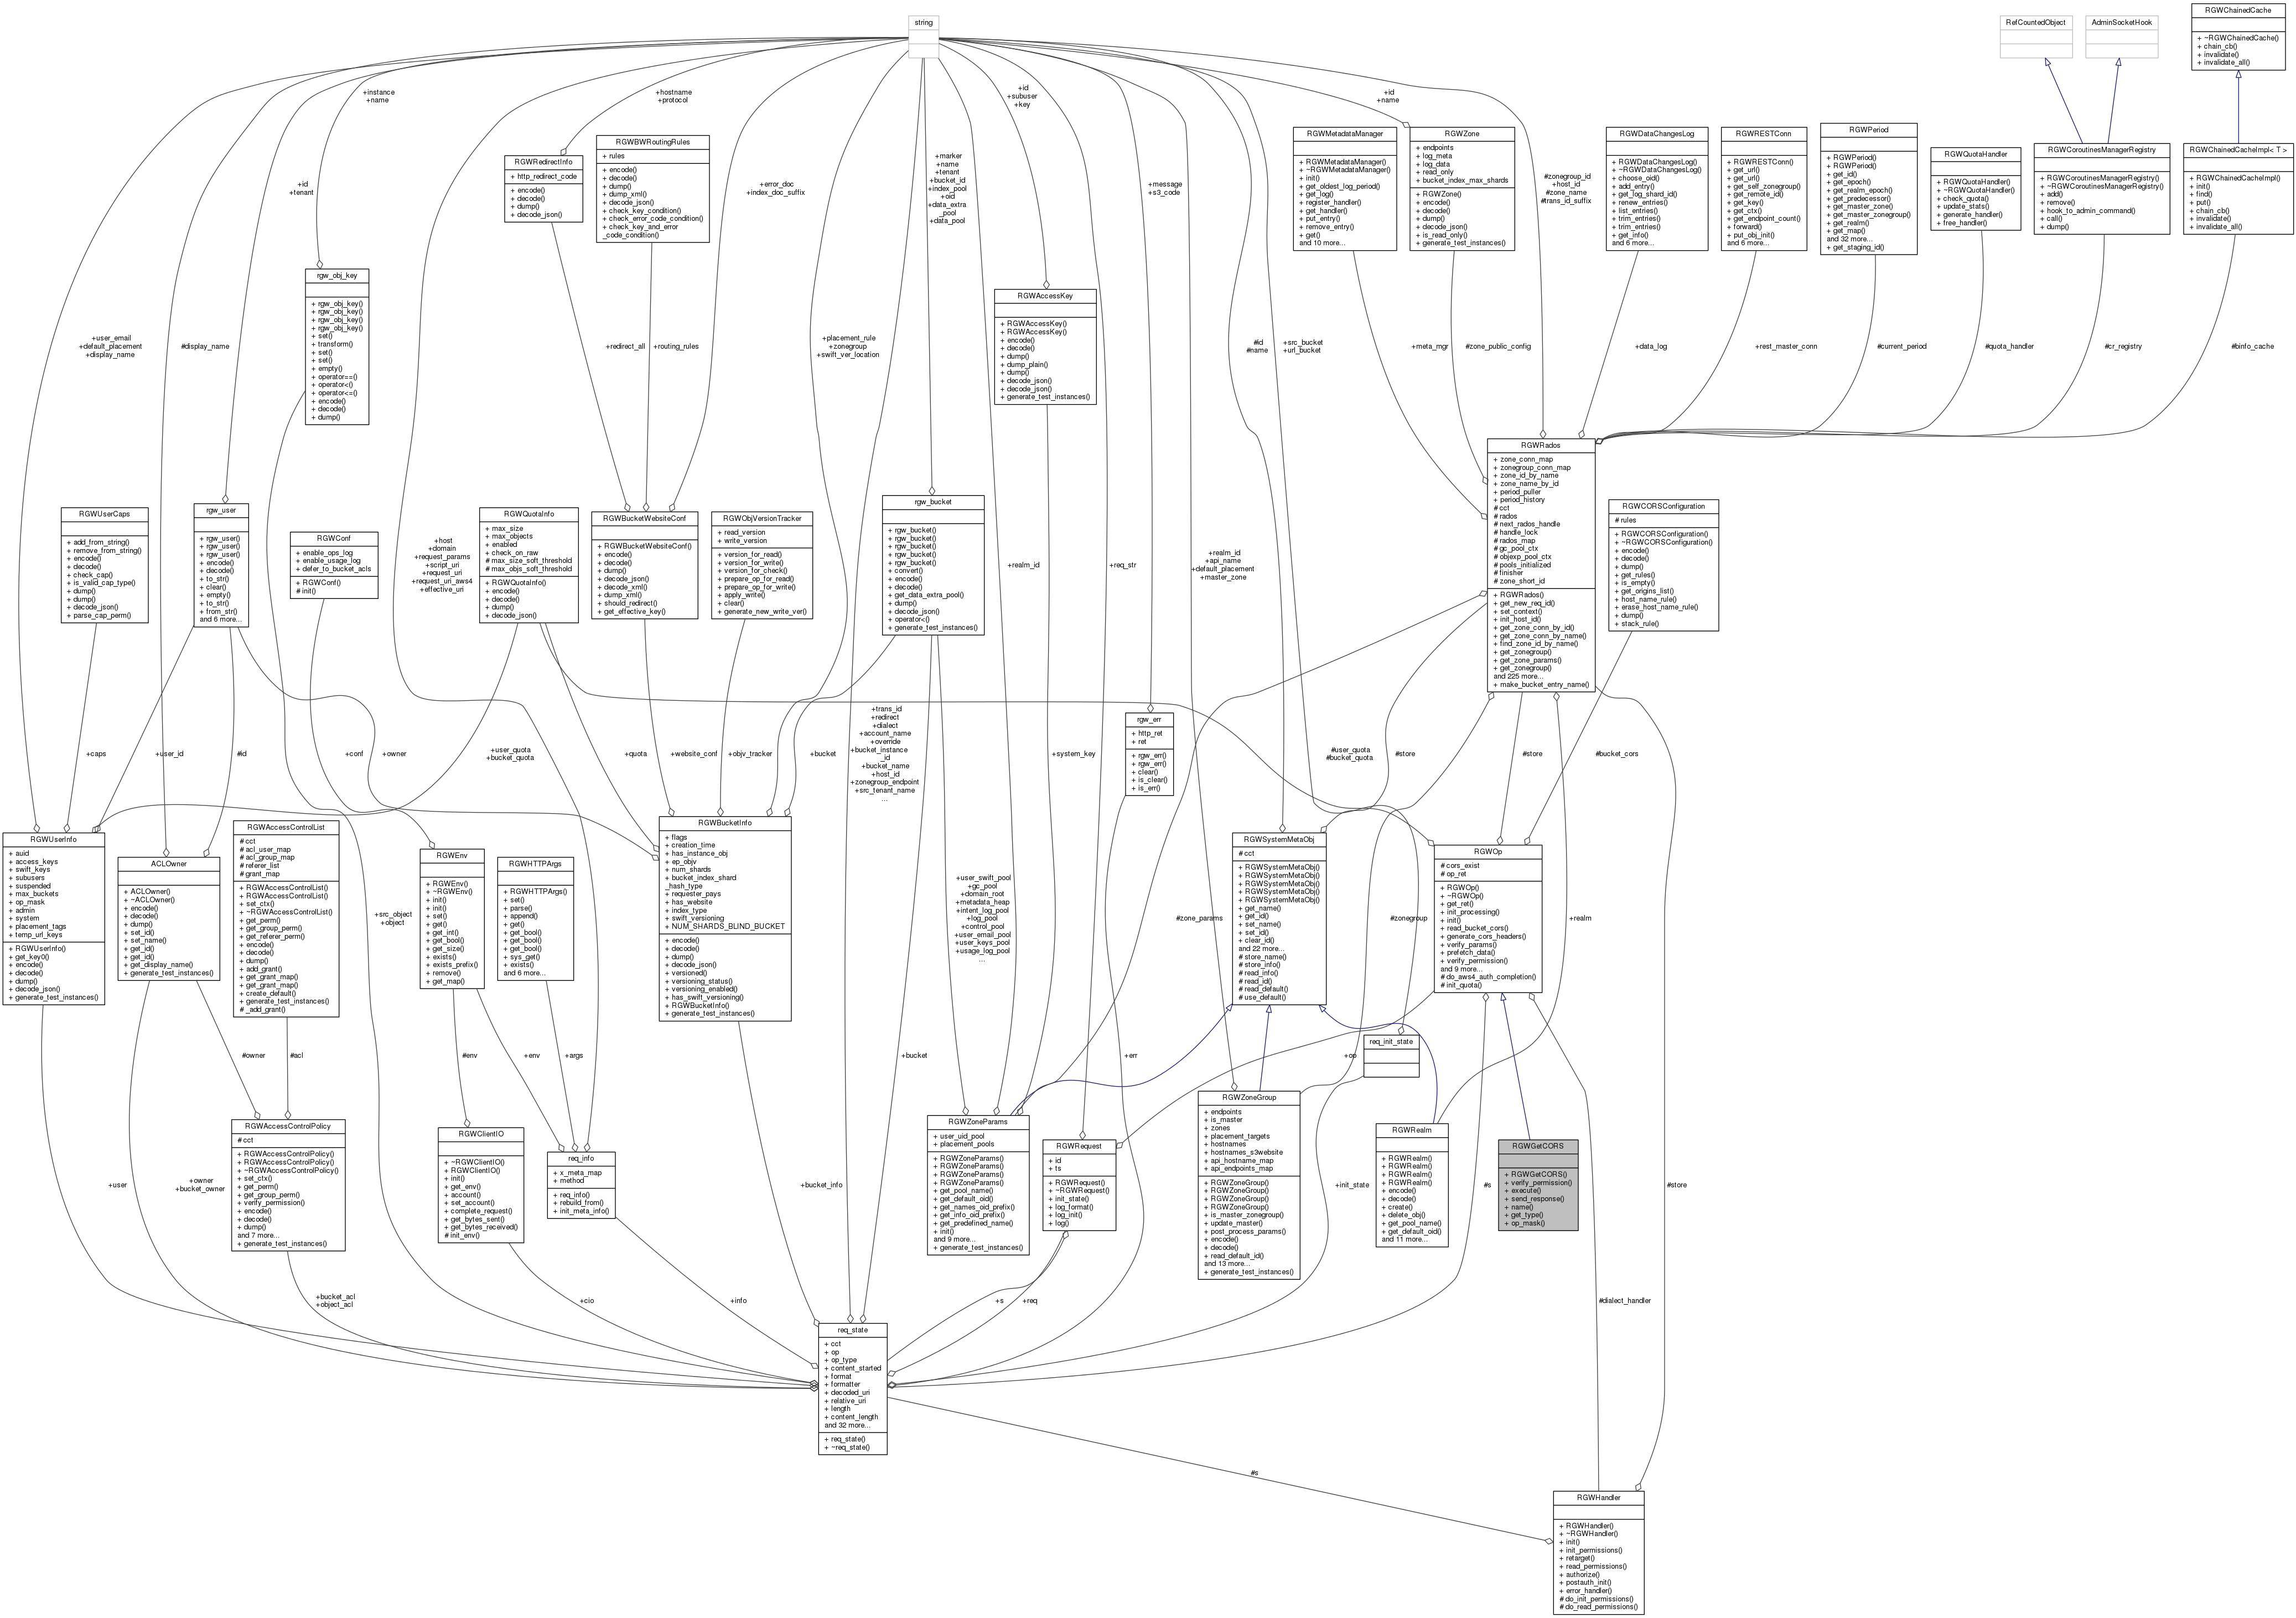 string
RefCountedObject
AdminSocketHook
RGWChainedCache
+ ~RGWChainedCache()
+ chain_cb()
+ invalidate()
+ invalidate_all()
+instance
+name
+hostname
+protocol
+id
+subuser
+key
+id
+name
RGWRedirectInfo
+ http_redirect_code
+ encode()
+ decode()
+ dump()
+ decode_json()
RGWBWRoutingRules
+ rules
+ encode()
+ decode()
+ dump()
+ dump_xml()
+ decode_json()
+ check_key_condition()
+ check_error_code_condition()
+ check_key_and_error
_code_condition()
+id
+tenant
+error_doc
+index_doc_suffix
+marker
+name
+tenant
+bucket_id
+index_pool
+oid
+data_extra
_pool
+data_pool
+message
+s3_code
RGWMetadataManager
+ RGWMetadataManager()
+ ~RGWMetadataManager()
+ init()
+ get_oldest_log_period()
+ get_log()
+ register_handler()
+ get_handler()
+ put_entry()
+ remove_entry()
+ get()
and 10 more...
RGWZone
+ endpoints
+ log_meta
+ log_data
+ read_only
+ bucket_index_max_shards
+ RGWZone()
+ encode()
+ decode()
+ dump()
+ decode_json()
+ is_read_only()
+ generate_test_instances()
#zonegroup_id
+host_id
#zone_name
#trans_id_suffix
RGWDataChangesLog
+ RGWDataChangesLog()
+ ~RGWDataChangesLog()
+ choose_oid()
+ add_entry()
+ get_log_shard_id()
+ renew_entries()
+ list_entries()
+ trim_entries()
+ trim_entries()
+ get_info()
and 6 more...
RGWRESTConn
+ RGWRESTConn()
+ get_url()
+ get_url()
+ get_self_zonegroup()
+ get_remote_id()
+ get_key()
+ get_ctx()
+ get_endpoint_count()
+ forward()
+ put_obj_init()
and 6 more...
RGWPeriod
+ RGWPeriod()
+ RGWPeriod()
+ get_id()
+ get_epoch()
+ get_realm_epoch()
+ get_predecessor()
+ get_master_zone()
+ get_master_zonegroup()
+ get_realm()
+ get_map()
and 32 more...
+ get_staging_id()
RGWQuotaHandler
+ RGWQuotaHandler()
+ ~RGWQuotaHandler()
+ check_quota()
+ update_stats()
+ generate_handler()
+ free_handler()
RGWCoroutinesManagerRegistry
+ RGWCoroutinesManagerRegistry()
+ ~RGWCoroutinesManagerRegistry()
+ add()
+ remove()
+ hook_to_admin_command()
+ call()
+ dump()
RGWChainedCacheImpl< T >
+ RGWChainedCacheImpl()
+ init()
+ find()
+ put()
+ chain_cb()
+ invalidate()
+ invalidate_all()
rgw_obj_key
+ rgw_obj_key()
+ rgw_obj_key()
+ rgw_obj_key()
+ rgw_obj_key()
+ set()
+ transform()
+ set()
+ set()
+ empty()
+ operator==()
+ operator<()
+ operator<=()
+ encode()
+ decode()
+ dump()
RGWAccessKey
+ RGWAccessKey()
+ RGWAccessKey()
+ encode()
+ decode()
+ dump()
+ dump_plain()
+ dump()
+ decode_json()
+ decode_json()
+ generate_test_instances()
+user_email
+default_placement
+display_name
#display_name
+redirect_all
+routing_rules
+placement_rule
+zonegroup
+swift_ver_location
#id
#name
+src_bucket
+url_bucket
+meta_mgr
#zone_public_config
+data_log
+rest_master_conn
#current_period
#quota_handler
#cr_registry
#binfo_cache
RGWUserCaps
+ add_from_string()
+ remove_from_string()
+ encode()
+ decode()
+ check_cap()
+ is_valid_cap_type()
+ dump()
+ dump()
+ decode_json()
+ parse_cap_perm()
rgw_user
+ rgw_user()
+ rgw_user()
+ rgw_user()
+ encode()
+ decode()
+ to_str()
+ clear()
+ empty()
+ to_str()
+ from_str()
and 6 more...
RGWConf
+ enable_ops_log
+ enable_usage_log
+ defer_to_bucket_acls
+ RGWConf()
# init()
+host
+domain
+request_params
+script_uri
+request_uri
+request_uri_aws4
+effective_uri
RGWQuotaInfo
+ max_size
+ max_objects
+ enabled
+ check_on_raw
# max_size_soft_threshold
# max_objs_soft_threshold
+ RGWQuotaInfo()
+ encode()
+ decode()
+ dump()
+ decode_json()
RGWBucketWebsiteConf
+ RGWBucketWebsiteConf()
+ encode()
+ decode()
+ dump()
+ decode_json()
+ decode_xml()
+ dump_xml()
+ should_redirect()
+ get_effective_key()
RGWObjVersionTracker
+ read_version
+ write_version
+ version_for_read()
+ version_for_write()
+ version_for_check()
+ prepare_op_for_read()
+ prepare_op_for_write()
+ apply_write()
+ clear()
+ generate_new_write_ver()
rgw_bucket
+ rgw_bucket()
+ rgw_bucket()
+ rgw_bucket()
+ rgw_bucket()
+ rgw_bucket()
+ convert()
+ encode()
+ decode()
+ get_data_extra_pool()
+ dump()
+ decode_json()
+ operator<()
+ generate_test_instances()
+realm_id
+req_str
+realm_id
+api_name
+default_placement
+master_zone
RGWRados
+ zone_conn_map
+ zonegroup_conn_map
+ zone_id_by_name
+ zone_name_by_id
+ period_puller
+ period_history
# cct
# rados
# next_rados_handle
# handle_lock
# rados_map
# gc_pool_ctx
# objexp_pool_ctx
# pools_initialized
# finisher
# zone_short_id
+ RGWRados()
+ get_new_req_id()
+ set_context()
+ init_host_id()
+ get_zone_conn_by_id()
+ get_zone_conn_by_name()
+ find_zone_id_by_name()
+ get_zonegroup()
+ get_zone_params()
+ get_zonegroup()
and 225 more...
+ make_bucket_entry_name()
RGWCORSConfiguration
# rules
+ RGWCORSConfiguration()
+ ~RGWCORSConfiguration()
+ encode()
+ decode()
+ dump()
+ get_rules()
+ is_empty()
+ get_origins_list()
+ host_name_rule()
+ erase_host_name_rule()
+ dump()
+ stack_rule()
+caps
+user_id
#id
+conf
+owner
+user_quota
+bucket_quota
+quota
+website_conf
+objv_tracker
+bucket
+trans_id
+redirect
+dialect
+account_name
+override
+bucket_instance
_id
+bucket_name
+host_id
+zonegroup_endpoint
+src_tenant_name
...
+system_key
rgw_err
+ http_ret
+ ret
+ rgw_err()
+ rgw_err()
+ clear()
+ is_clear()
+ is_err()
#user_quota
#bucket_quota
#store
#store
#bucket_cors
RGWUserInfo
+ auid
+ access_keys
+ swift_keys
+ subusers
+ suspended
+ max_buckets
+ op_mask
+ admin
+ system
+ placement_tags
+ temp_url_keys
+ RGWUserInfo()
+ get_key0()
+ encode()
+ decode()
+ dump()
+ decode_json()
+ generate_test_instances()
ACLOwner
+ ACLOwner()
+ ~ACLOwner()
+ encode()
+ decode()
+ dump()
+ set_id()
+ set_name()
+ get_id()
+ get_id()
+ get_display_name()
+ generate_test_instances()
RGWAccessControlList
# cct
# acl_user_map
# acl_group_map
# referer_list
# grant_map
+ RGWAccessControlList()
+ RGWAccessControlList()
+ set_ctx()
+ ~RGWAccessControlList()
+ get_perm()
+ get_group_perm()
+ get_referer_perm()
+ encode()
+ decode()
+ dump()
+ add_grant()
+ get_grant_map()
+ get_grant_map()
+ create_default()
+ generate_test_instances()
# _add_grant()
+src_object
+object
RGWEnv
+ RGWEnv()
+ ~RGWEnv()
+ init()
+ init()
+ set()
+ get()
+ get_int()
+ get_bool()
+ get_size()
+ exists()
+ exists_prefix()
+ remove()
+ get_map()
RGWHTTPArgs
+ RGWHTTPArgs()
+ set()
+ parse()
+ append()
+ get()
+ get()
+ get_bool()
+ get_bool()
+ get_bool()
+ sys_get()
+ exists()
and 6 more...
RGWBucketInfo
+ flags
+ creation_time
+ has_instance_obj
+ ep_objv
+ num_shards
+ bucket_index_shard
_hash_type
+ requester_pays
+ has_website
+ index_type
+ swift_versioning
+ NUM_SHARDS_BLIND_BUCKET
+ encode()
+ decode()
+ dump()
+ decode_json()
+ versioned()
+ versioning_status()
+ versioning_enabled()
+ has_swift_versioning()
+ RGWBucketInfo()
+ generate_test_instances()
+user_swift_pool
+gc_pool
+domain_root
+metadata_heap
+intent_log_pool
+log_pool
+control_pool
+user_email_pool
+user_keys_pool
+usage_log_pool
...
#zone_params
RGWSystemMetaObj
# cct
+ RGWSystemMetaObj()
+ RGWSystemMetaObj()
+ RGWSystemMetaObj()
+ RGWSystemMetaObj()
+ RGWSystemMetaObj()
+ get_name()
+ get_id()
+ set_name()
+ set_id()
+ clear_id()
and 22 more...
# store_name()
# store_info()
# read_info()
# read_id()
# read_default()
# use_default()
#zonegroup
RGWOp
# cors_exist
# op_ret
+ RGWOp()
+ ~RGWOp()
+ get_ret()
+ init_processing()
+ init()
+ read_bucket_cors()
+ generate_cors_headers()
+ verify_params()
+ prefetch_data()
+ verify_permission()
and 9 more...
# do_aws4_auth_completion()
# init_quota()
+realm
#owner
#acl
#env
+env
+args
+bucket
+err
+op
req_init_state
RGWAccessControlPolicy
# cct
+ RGWAccessControlPolicy()
+ RGWAccessControlPolicy()
+ ~RGWAccessControlPolicy()
+ set_ctx()
+ get_perm()
+ get_group_perm()
+ verify_permission()
+ encode()
+ decode()
+ dump()
and 7 more...
+ generate_test_instances()
RGWClientIO
+ ~RGWClientIO()
+ RGWClientIO()
+ init()
+ get_env()
+ account()
+ set_account()
+ complete_request()
+ get_bytes_sent()
+ get_bytes_received()
# init_env()
req_info
+ x_meta_map
+ method
+ req_info()
+ rebuild_from()
+ init_meta_info()
RGWZoneParams
+ user_uid_pool
+ placement_pools
+ RGWZoneParams()
+ RGWZoneParams()
+ RGWZoneParams()
+ RGWZoneParams()
+ get_pool_name()
+ get_default_oid()
+ get_names_oid_prefix()
+ get_info_oid_prefix()
+ get_predefined_name()
+ init()
and 9 more...
+ generate_test_instances()
RGWRequest
+ id
+ ts
+ RGWRequest()
+ ~RGWRequest()
+ init_state()
+ log_format()
+ log_init()
+ log()
RGWZoneGroup
+ endpoints
+ is_master
+ zones
+ placement_targets
+ hostnames
+ hostnames_s3website
+ api_hostname_map
+ api_endpoints_map
+ RGWZoneGroup()
+ RGWZoneGroup()
+ RGWZoneGroup()
+ RGWZoneGroup()
+ is_master_zonegroup()
+ update_master()
+ post_process_params()
+ encode()
+ decode()
+ read_default_id()
and 13 more...
+ generate_test_instances()
RGWRealm
+ RGWRealm()
+ RGWRealm()
+ RGWRealm()
+ RGWRealm()
+ encode()
+ decode()
+ create()
+ delete_obj()
+ get_pool_name()
+ get_default_oid()
and 11 more...
RGWGetCORS
+ RGWGetCORS()
+ verify_permission()
+ execute()
+ send_response()
+ name()
+ get_type()
+ op_mask()
+user
+owner
+bucket_owner
+bucket_info
+init_state
#s
#store
+bucket_acl
+object_acl
+cio
+info
+s
+req
#dialect_handler
req_state
+ cct
+ op
+ op_type
+ content_started
+ format
+ formatter
+ decoded_uri
+ relative_uri
+ length
+ content_length
and 32 more...
+ req_state()
+ ~req_state()
#s
RGWHandler
+ RGWHandler()
+ ~RGWHandler()
+ init()
+ init_permissions()
+ retarget()
+ read_permissions()
+ authorize()
+ postauth_init()
+ error_handler()
# do_init_permissions()
# do_read_permissions()